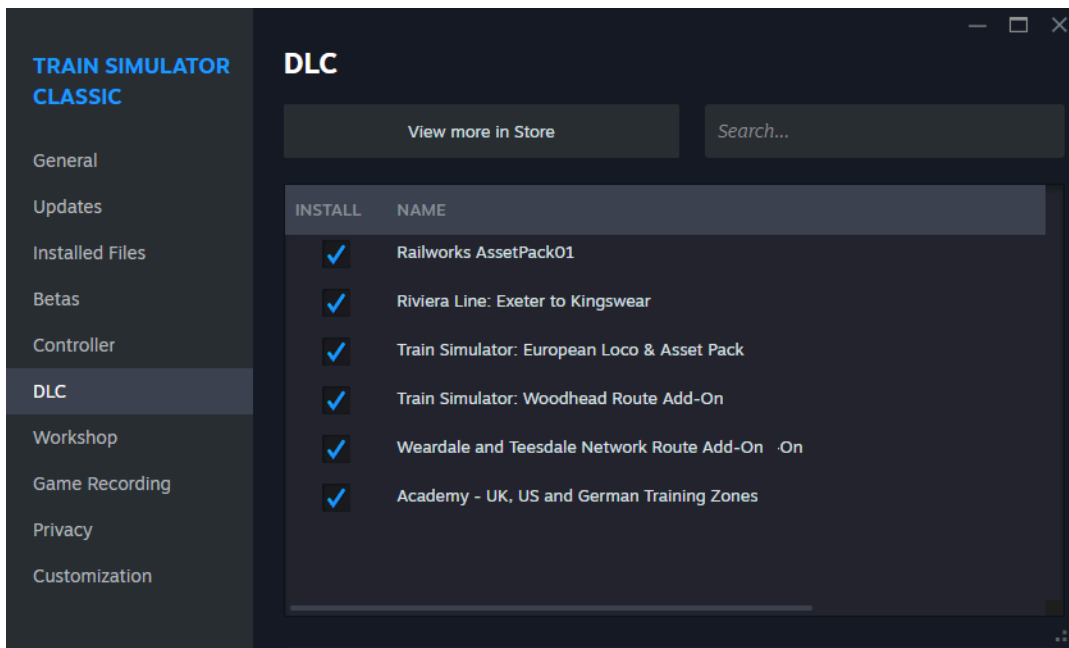 TRAIN SIMULATOR
CLASSIC
General
Updates
Installed Files
Betas
Controller
DLC
Workshop
Game Recording
Privacy
Customization
DLC
View more in Store
Search...
INSTALL NAME
Railworks AssetPack01
Riviera Line: Exeter to Kingswear
Train Simulator: European Loco & Asset Pack
Train Simulator: Woodhead Route Add-On
Weardale and Teesdale Network Route Add-On -On
Academy - UK, US and German Training Zones